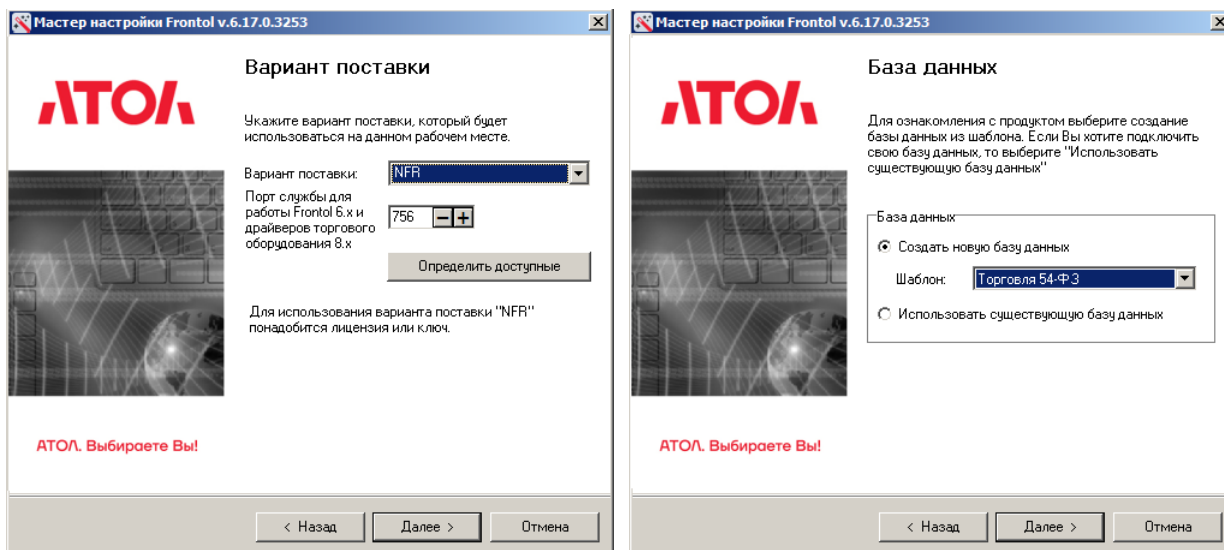 Мастер настройки Frontol v.6.17.0.3253
АТОЛ
Вариант поставки
Укажите вариант поставки, который будет
использоваться на данном рабочем месте.
Вариант поставки: NFR
Порт службы для
работы Frontol 6.x и
драйверов торгового
оборудования 8.x
756
Определить доступные
Для использования варианта поставки "NFR"
понадобится лицензия или ключ.
АТОЛ. Выбираете Вы!
< Назад Далее > Отмена
Мастер настройки Frontol v.6.17.0.3253
АТОЛ
База данных
Для ознакомления с продуктом выберите создание
базы данных из шаблона. Если Вы хотите подключить
свою базу данных, то выберите "Использовать
существующую базу данных"
База данных
Создать новую базу данных
Шаблон: Торговля 54-ФЗ
Использовать существующую базу данных
АТОЛ. Выбираете Вы!
< Назад Далее > Отмена